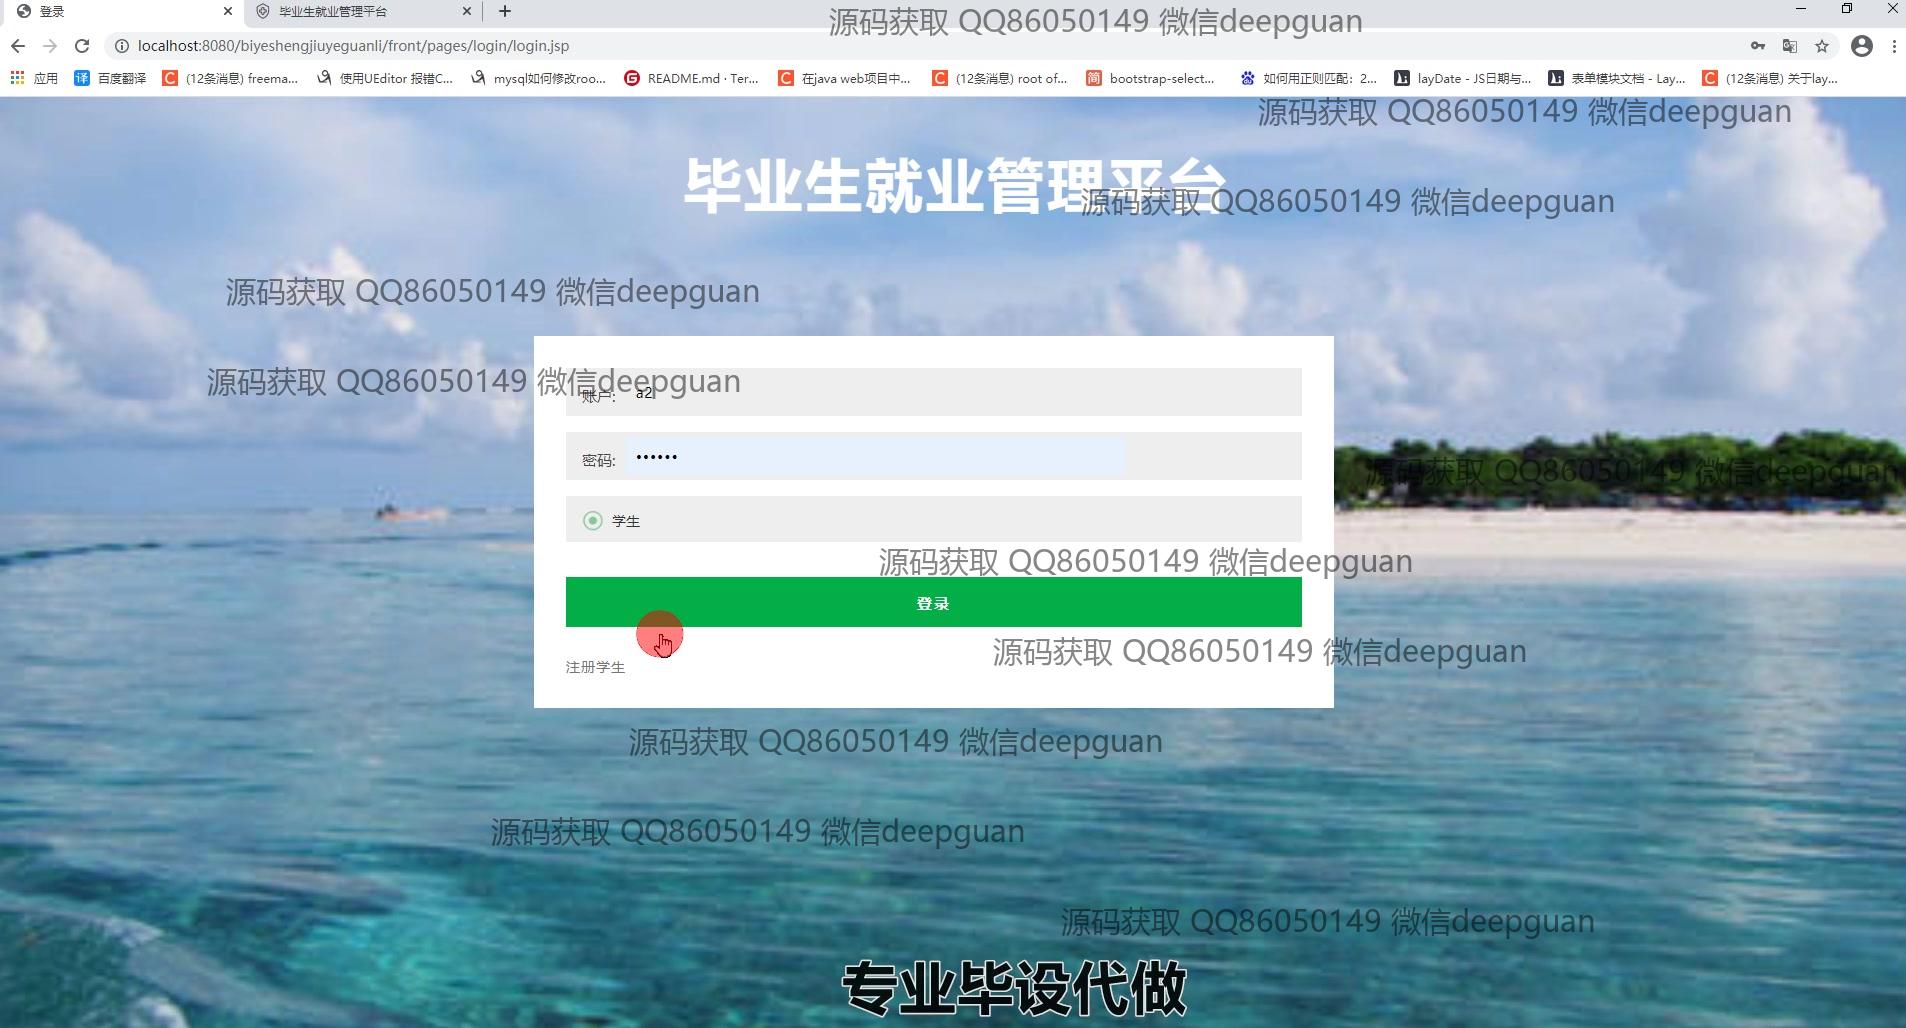 登录
毕业生就业管理平台
源码获取 QQ86050149 微信deepguan
localhost:8080/biyeshengjiuyeguanli/front/pages/login/login.jsp
应用
百度翻译
(12条消息) freema...
使用UEditor 报错C...
mysql如何修改roo...
README.md · Ter...
在java web项目中...
(12条消息) root of...
bootstrap-select...
如何用正则匹配：2...
layDate - JS日期与...
表单模块文档 - Lay...
(12条消息) 关于lay...
源码获取 QQ86050149 微信deepguan
毕业生就业管理平台
源码获取 QQ86050149 微信deepguan
源码获取 QQ86050149 微信deepguan
源码获取 QQ86050149 微信deepguan
账户: a2
密码: ••••••
源码获取 QQ86050149 微信deepguan
学生
源码获取 QQ86050149 微信deepguan
登录
源码获取 QQ86050149 微信deepguan
注册学生
源码获取 QQ86050149 微信deepguan
源码获取 QQ86050149 微信deepguan
源码获取 QQ86050149 微信deepguan
专业毕设代做